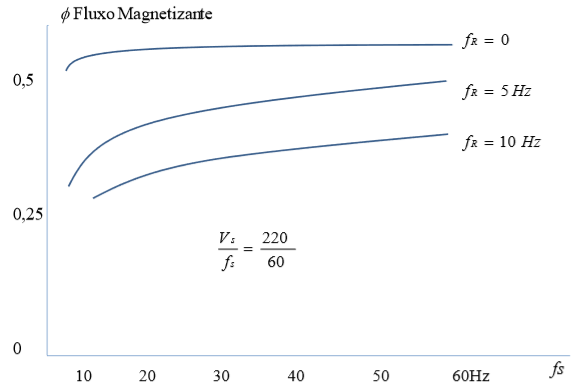 ϕ Fluxo Magnetizante
fR = 0
0,5
fR = 5 Hz
fR = 10 Hz
0,25
Vs / fs = 220 / 60
0
10 20 30 40 50 60Hz fs